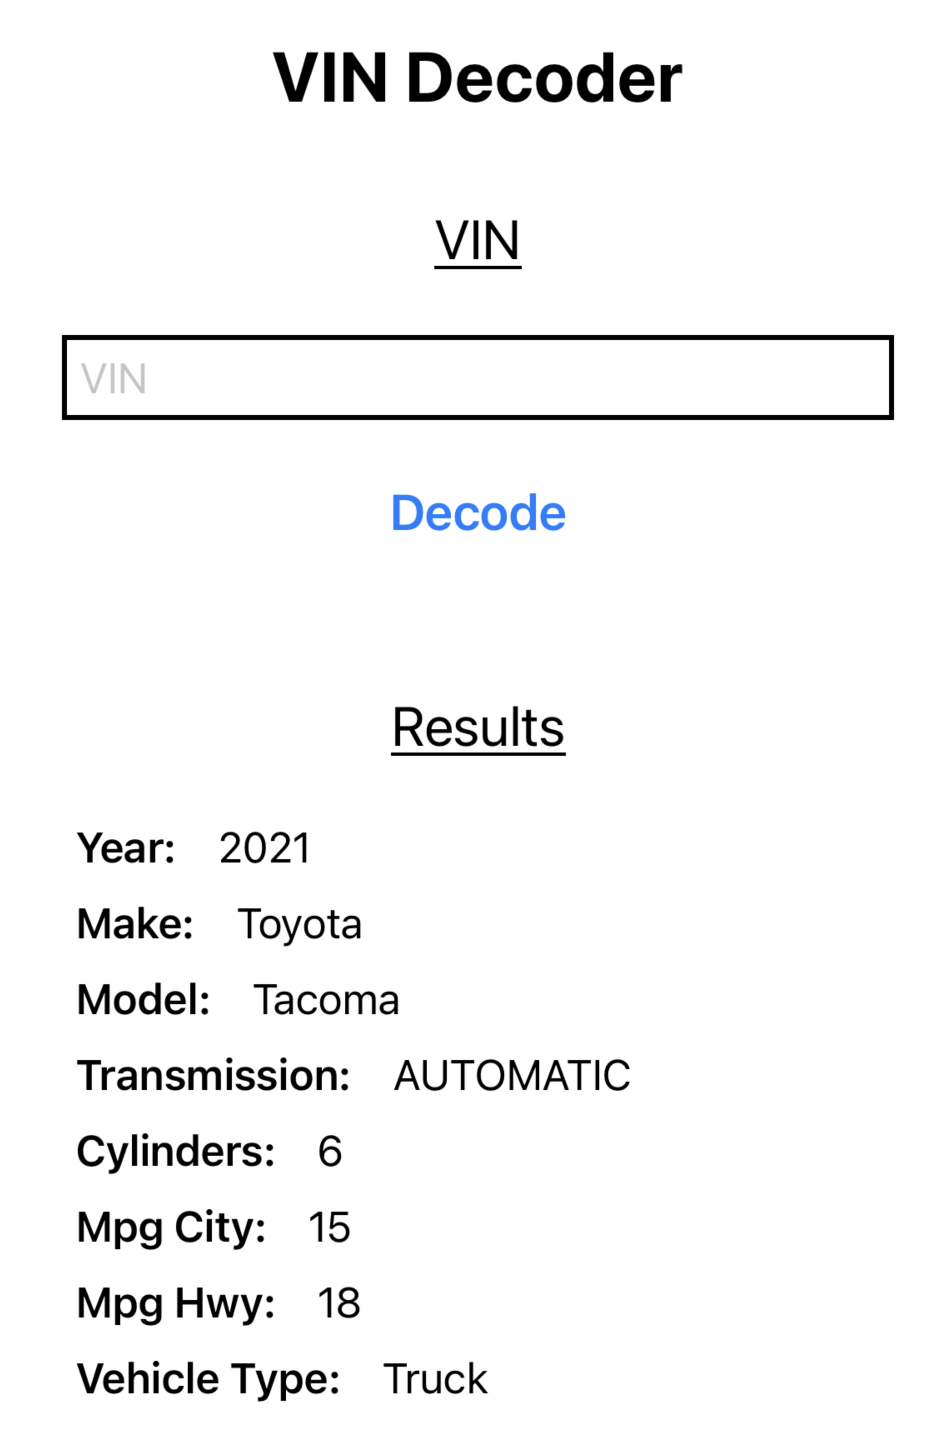 VIN Decoder
VIN
VIN
Decode
Results
Year: 2021
Make: Toyota
Model: Tacoma
Transmission: AUTOMATIC
Cylinders: 6
Mpg City: 15
Mpg Hwy: 18
Vehicle Type: Truck